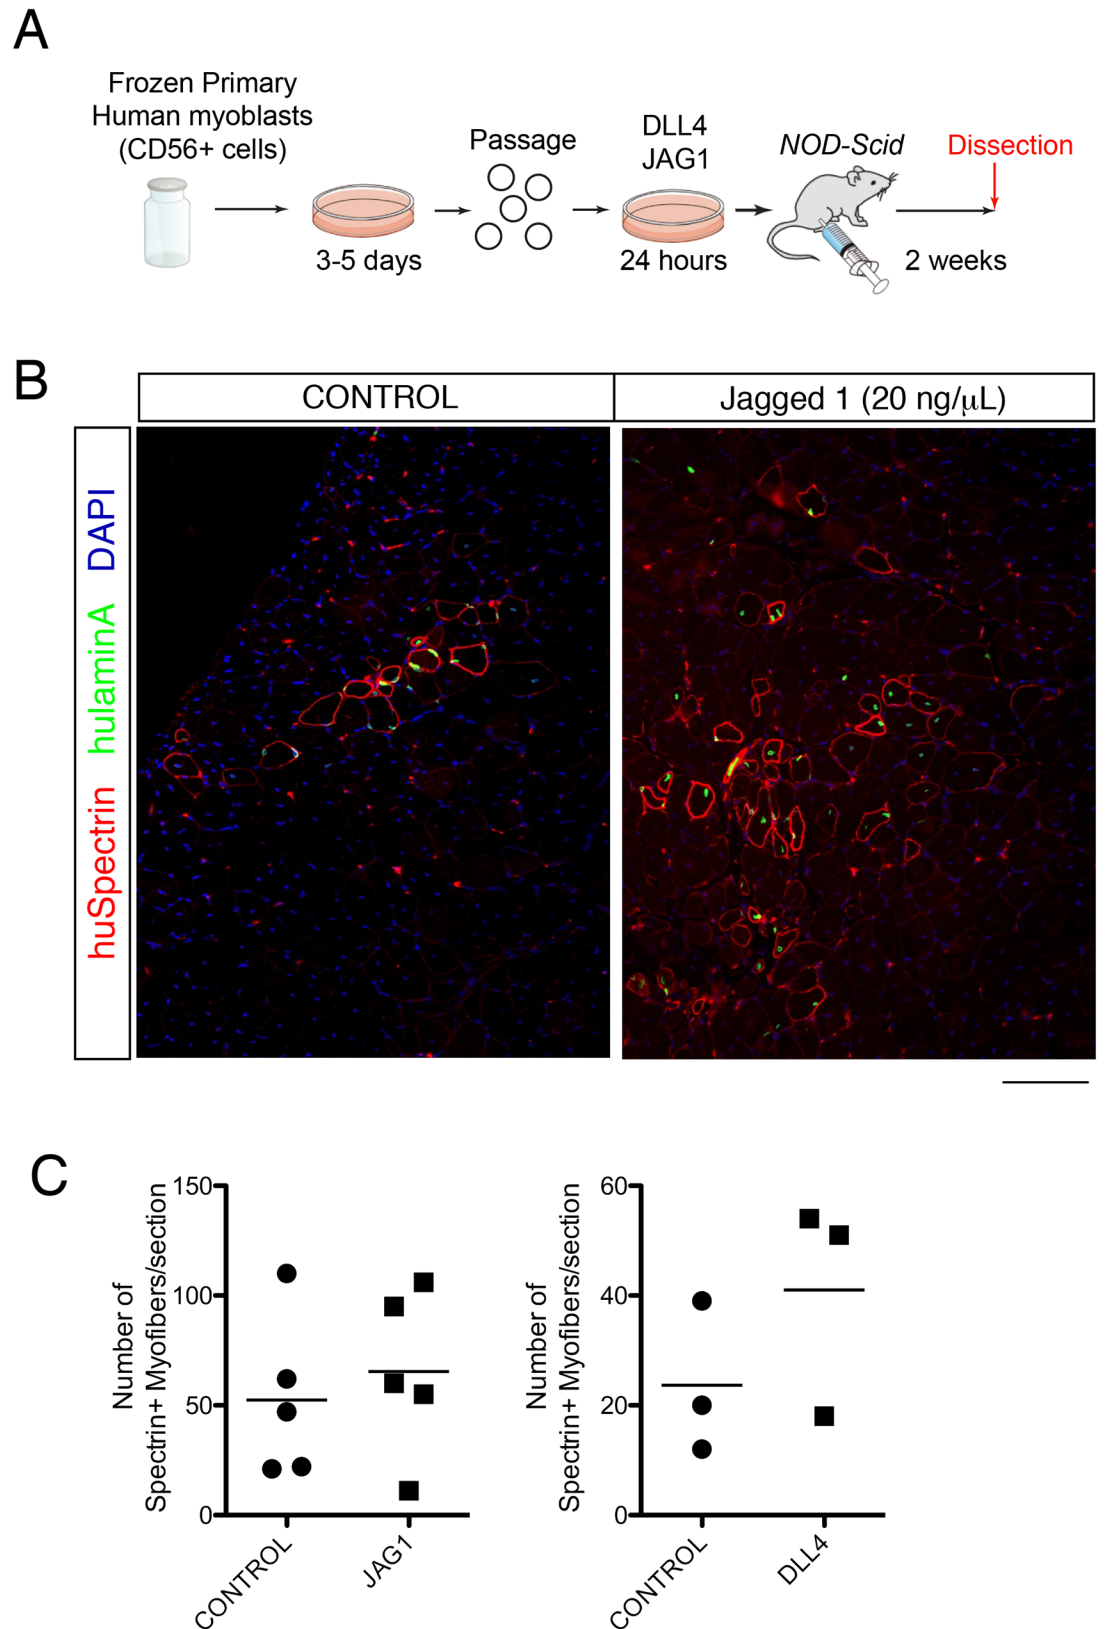 A
Frozen Primary
Human myoblasts
(CD56+ cells)
3-5 days
Passage
DLL4
JAG1
24 hours
NOD-Scid
2 weeks
Dissection
B
CONTROL
Jagged 1 (20 ng/μL)
huSpectrin hulaminA DAPI
C
Number of
Spectrin+ Myofibers/section
150
100
50
0
CONTROL
JAG1
Number of
Spectrin+ Myofibers/section
60
40
20
0
CONTROL
DLL4